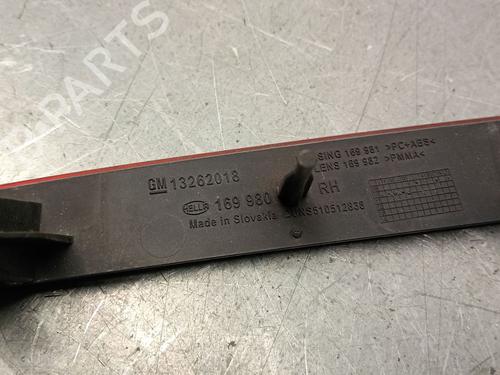 PARTS
GM 13262018
HELLA 169 980
Made in Slovakia
RH
SING 169 981 >PC+ABS<
LENS 169 982 >PMMA<